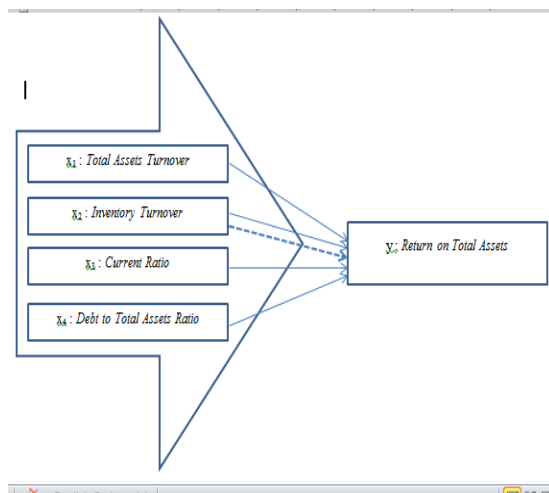 x1 : Total Assets Turnover
x2 : Inventory Turnover
x3 : Current Ratio
x4 : Debt to Total Assets Ratio
y : Return on Total Assets